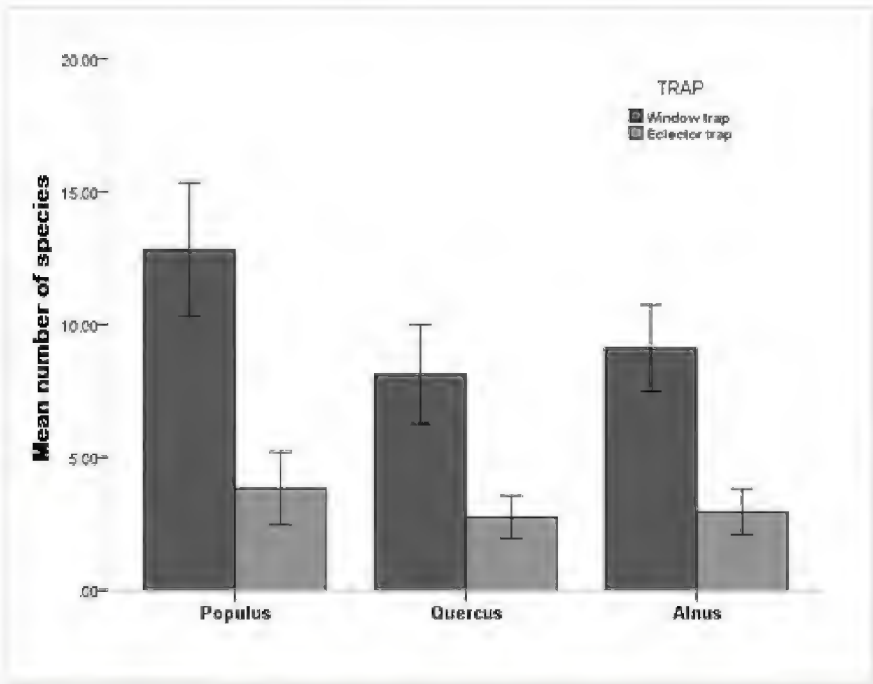 20.00
TRAP
Window trap
Eclector trap
15.00
10.00
5.00
.00
Mean number of species
Populus
Quercus
Alnus